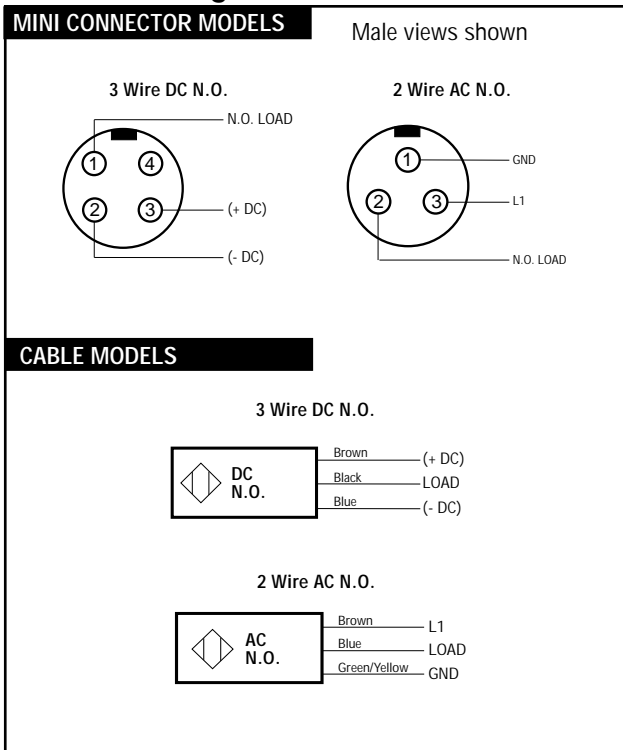 MINI CONNECTOR MODELS
Male views shown
3 Wire DC N.O.
1
4
2
3
N.O. LOAD
(+ DC)
(- DC)
2 Wire AC N.O.
1
2
3
GND
L1
N.O. LOAD
CABLE MODELS
3 Wire DC N.O.
DC
N.O.
Brown (+ DC)
Black LOAD
Blue (- DC)
2 Wire AC N.O.
AC
N.O.
Brown L1
Blue LOAD
Green/Yellow GND